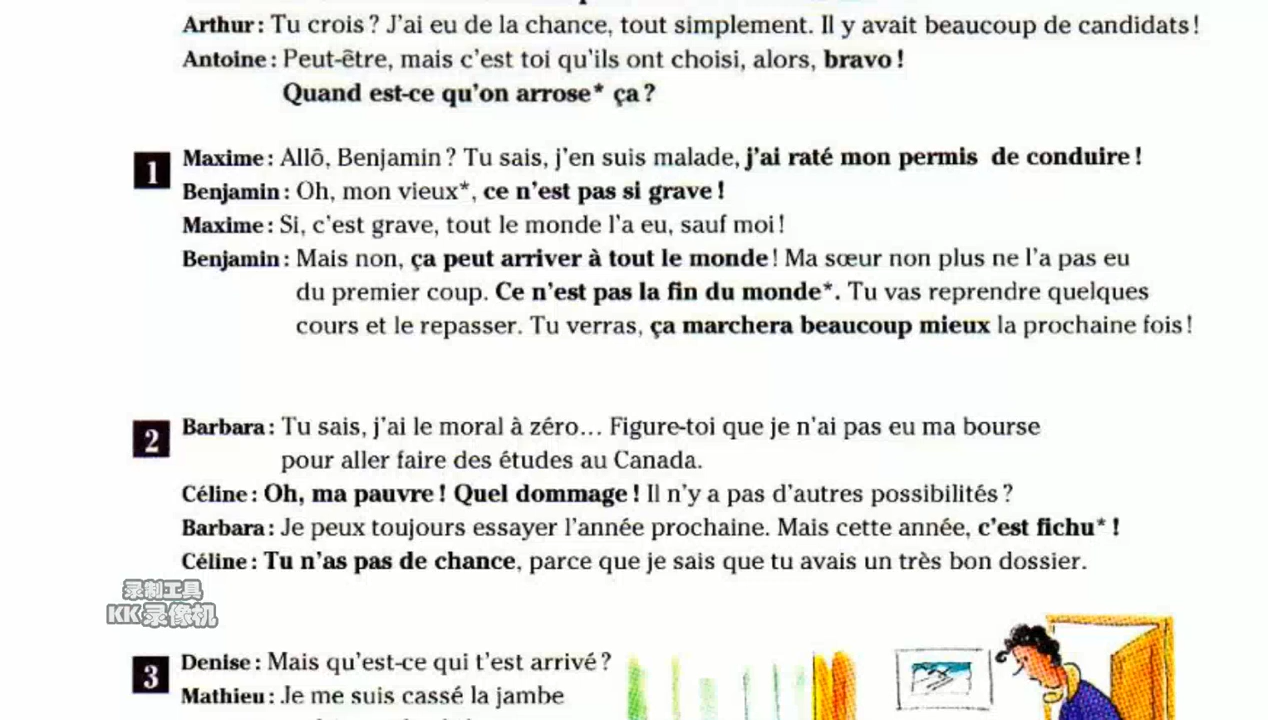 Arthur : Tu crois ? J'ai eu de la chance, tout simplement. Il y avait beaucoup de candidats !
Antoine : Peut-être, mais c'est toi qu'ils ont choisi, alors, bravo !
Quand est-ce qu'on arrose* ça ?
1 Maxime : Allô, Benjamin ? Tu sais, j'en suis malade, j'ai raté mon permis de conduire !
Benjamin : Oh, mon vieux*, ce n'est pas si grave !
Maxime : Si, c'est grave, tout le monde l'a eu, sauf moi !
Benjamin : Mais non, ça peut arriver à tout le monde ! Ma sœur non plus ne l'a pas eu
du premier coup. Ce n'est pas la fin du monde*. Tu vas reprendre quelques
cours et le repasser. Tu verras, ça marchera beaucoup mieux la prochaine fois !
2 Barbara : Tu sais, j'ai le moral à zéro... Figure-toi que je n'ai pas eu ma bourse
pour aller faire des études au Canada.
Céline : Oh, ma pauvre ! Quel dommage ! Il n'y a pas d'autres possibilités ?
Barbara : Je peux toujours essayer l'année prochaine. Mais cette année, c'est fichu* !
Céline : Tu n'as pas de chance, parce que je sais que tu avais un très bon dossier.
录制工具
KK录像机
3 Denise : Mais qu'est-ce qui t'est arrivé ?
Mathieu : Je me suis cassé la jambe